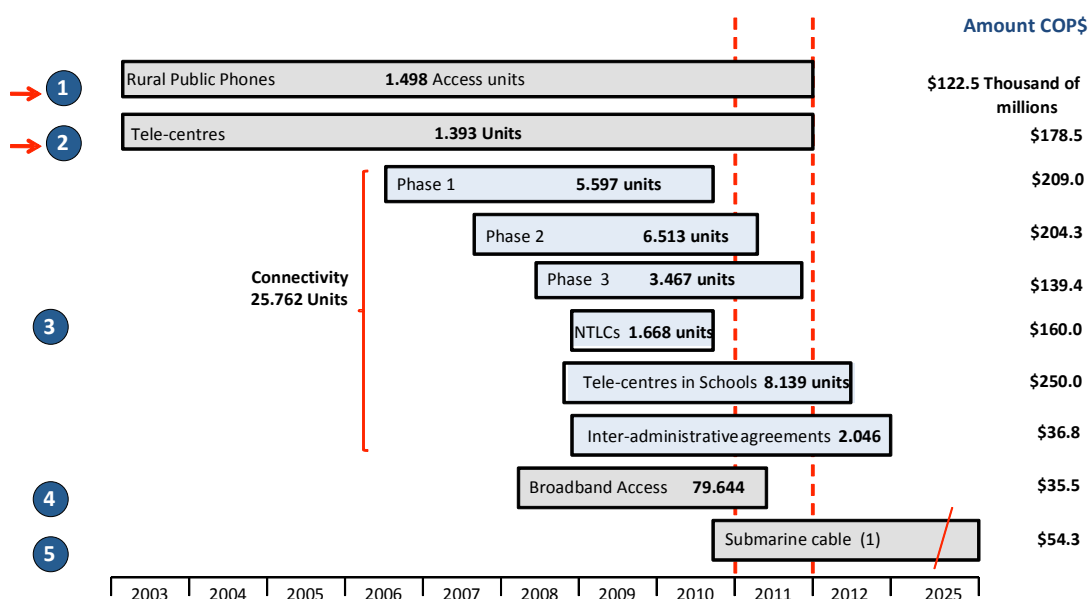 Amount COP$
1 Rural Public Phones 1.498 Access units $122.5 Thousand of
millions
2 Tele-centres 1.393 Units $178.5
Phase 1 5.597 units $209.0
Phase 2 6.513 units $204.3
Connectivity
25.762 Units
Phase 3 3.467 units $139.4
3 NTLCs 1.668 units $160.0
Tele-centres in Schools 8.139 units $250.0
Inter-administrative agreements 2.046 $36.8
4 Broadband Access 79.644 $35.5
5 Submarine cable (1) $54.3
2003 2004 2005 2006 2007 2008 2009 2010 2011 2012 2025